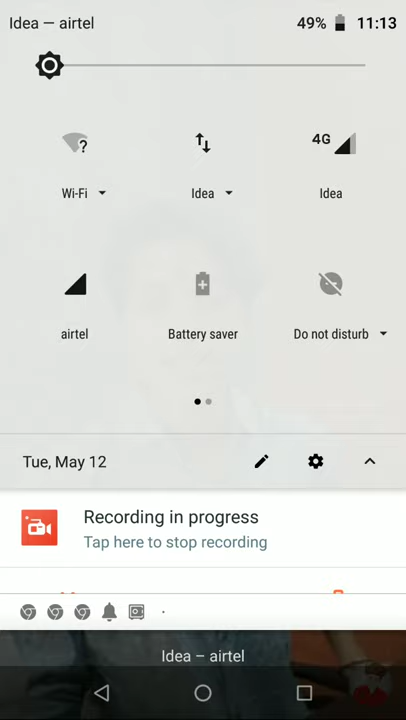 Idea — airtel 49% 11:13
4G
Wi-Fi Idea Idea
airtel Battery saver Do not disturb
Tue, May 12
Recording in progress
Tap here to stop recording
Idea – airtel